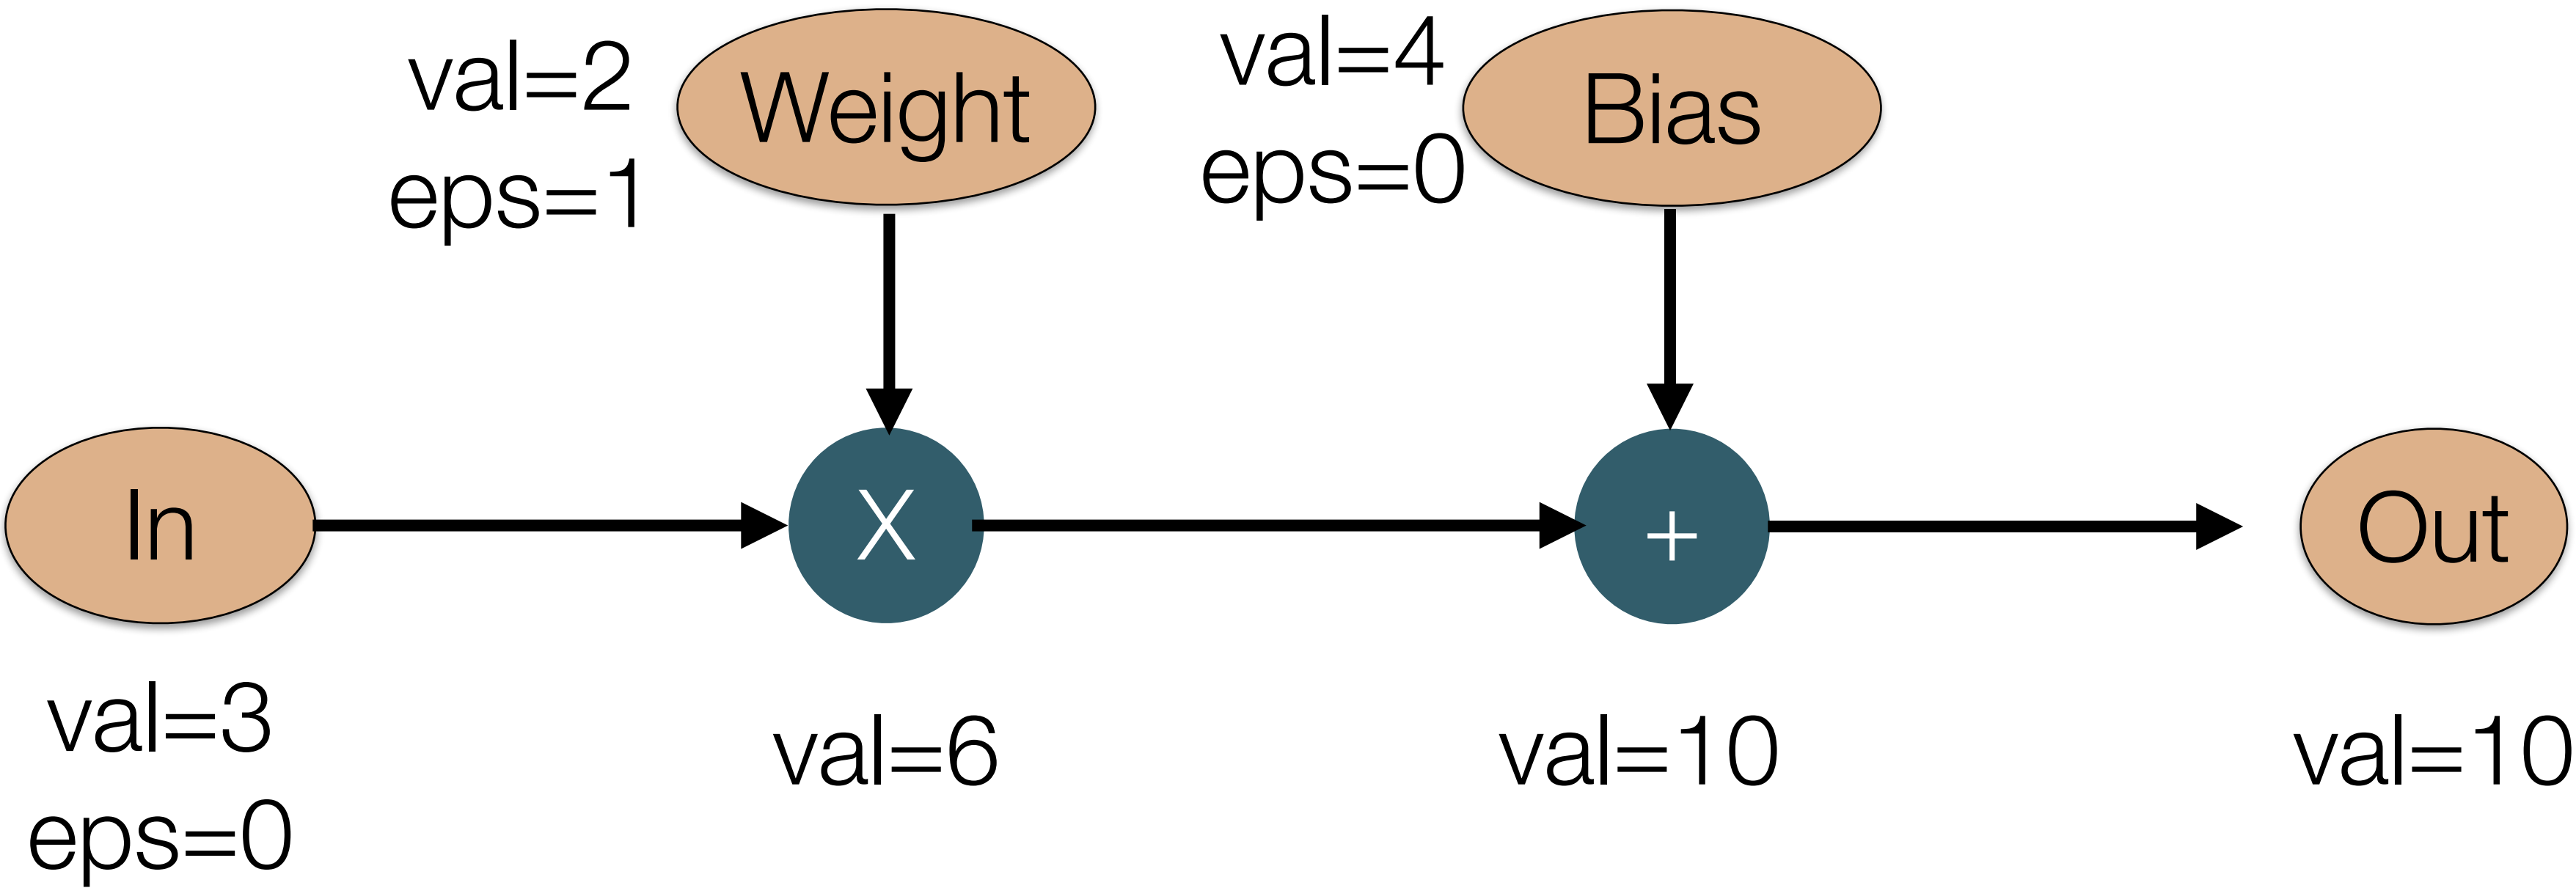 val=2
eps=1
Weight
val=4
eps=0
Bias
In
X
+
Out
val=3
eps=0
val=6
val=10
val=10